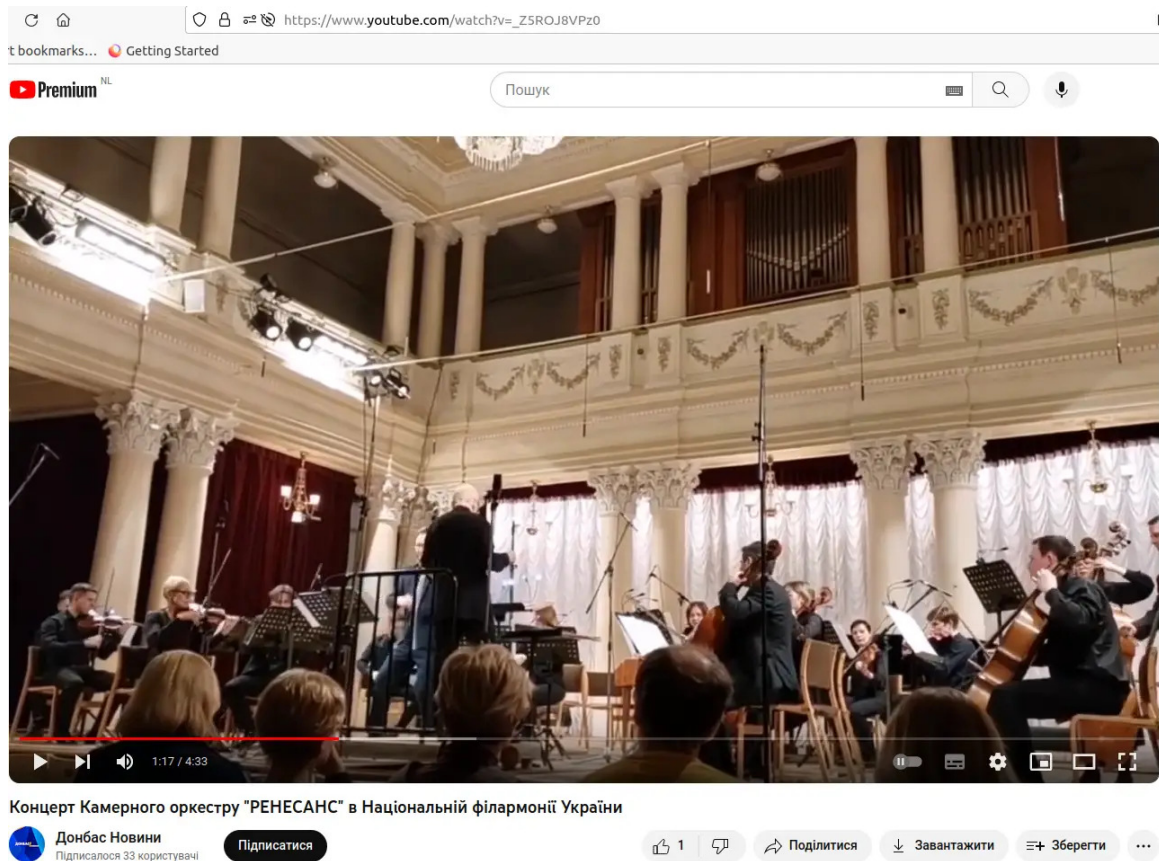 https://www.youtube.com/watch?v=_Z5ROJ8VPz0
t bookmarks... Getting Started
Premium NL
Пошук
1:17 / 4:33
Концерт Камерного оркестру "РЕНЕСАНС" в Національній філармонії України
Донбас Новини
Підписалося 33 користувачі
Підписатися
1
Поділитися
Завантажити
Зберегти